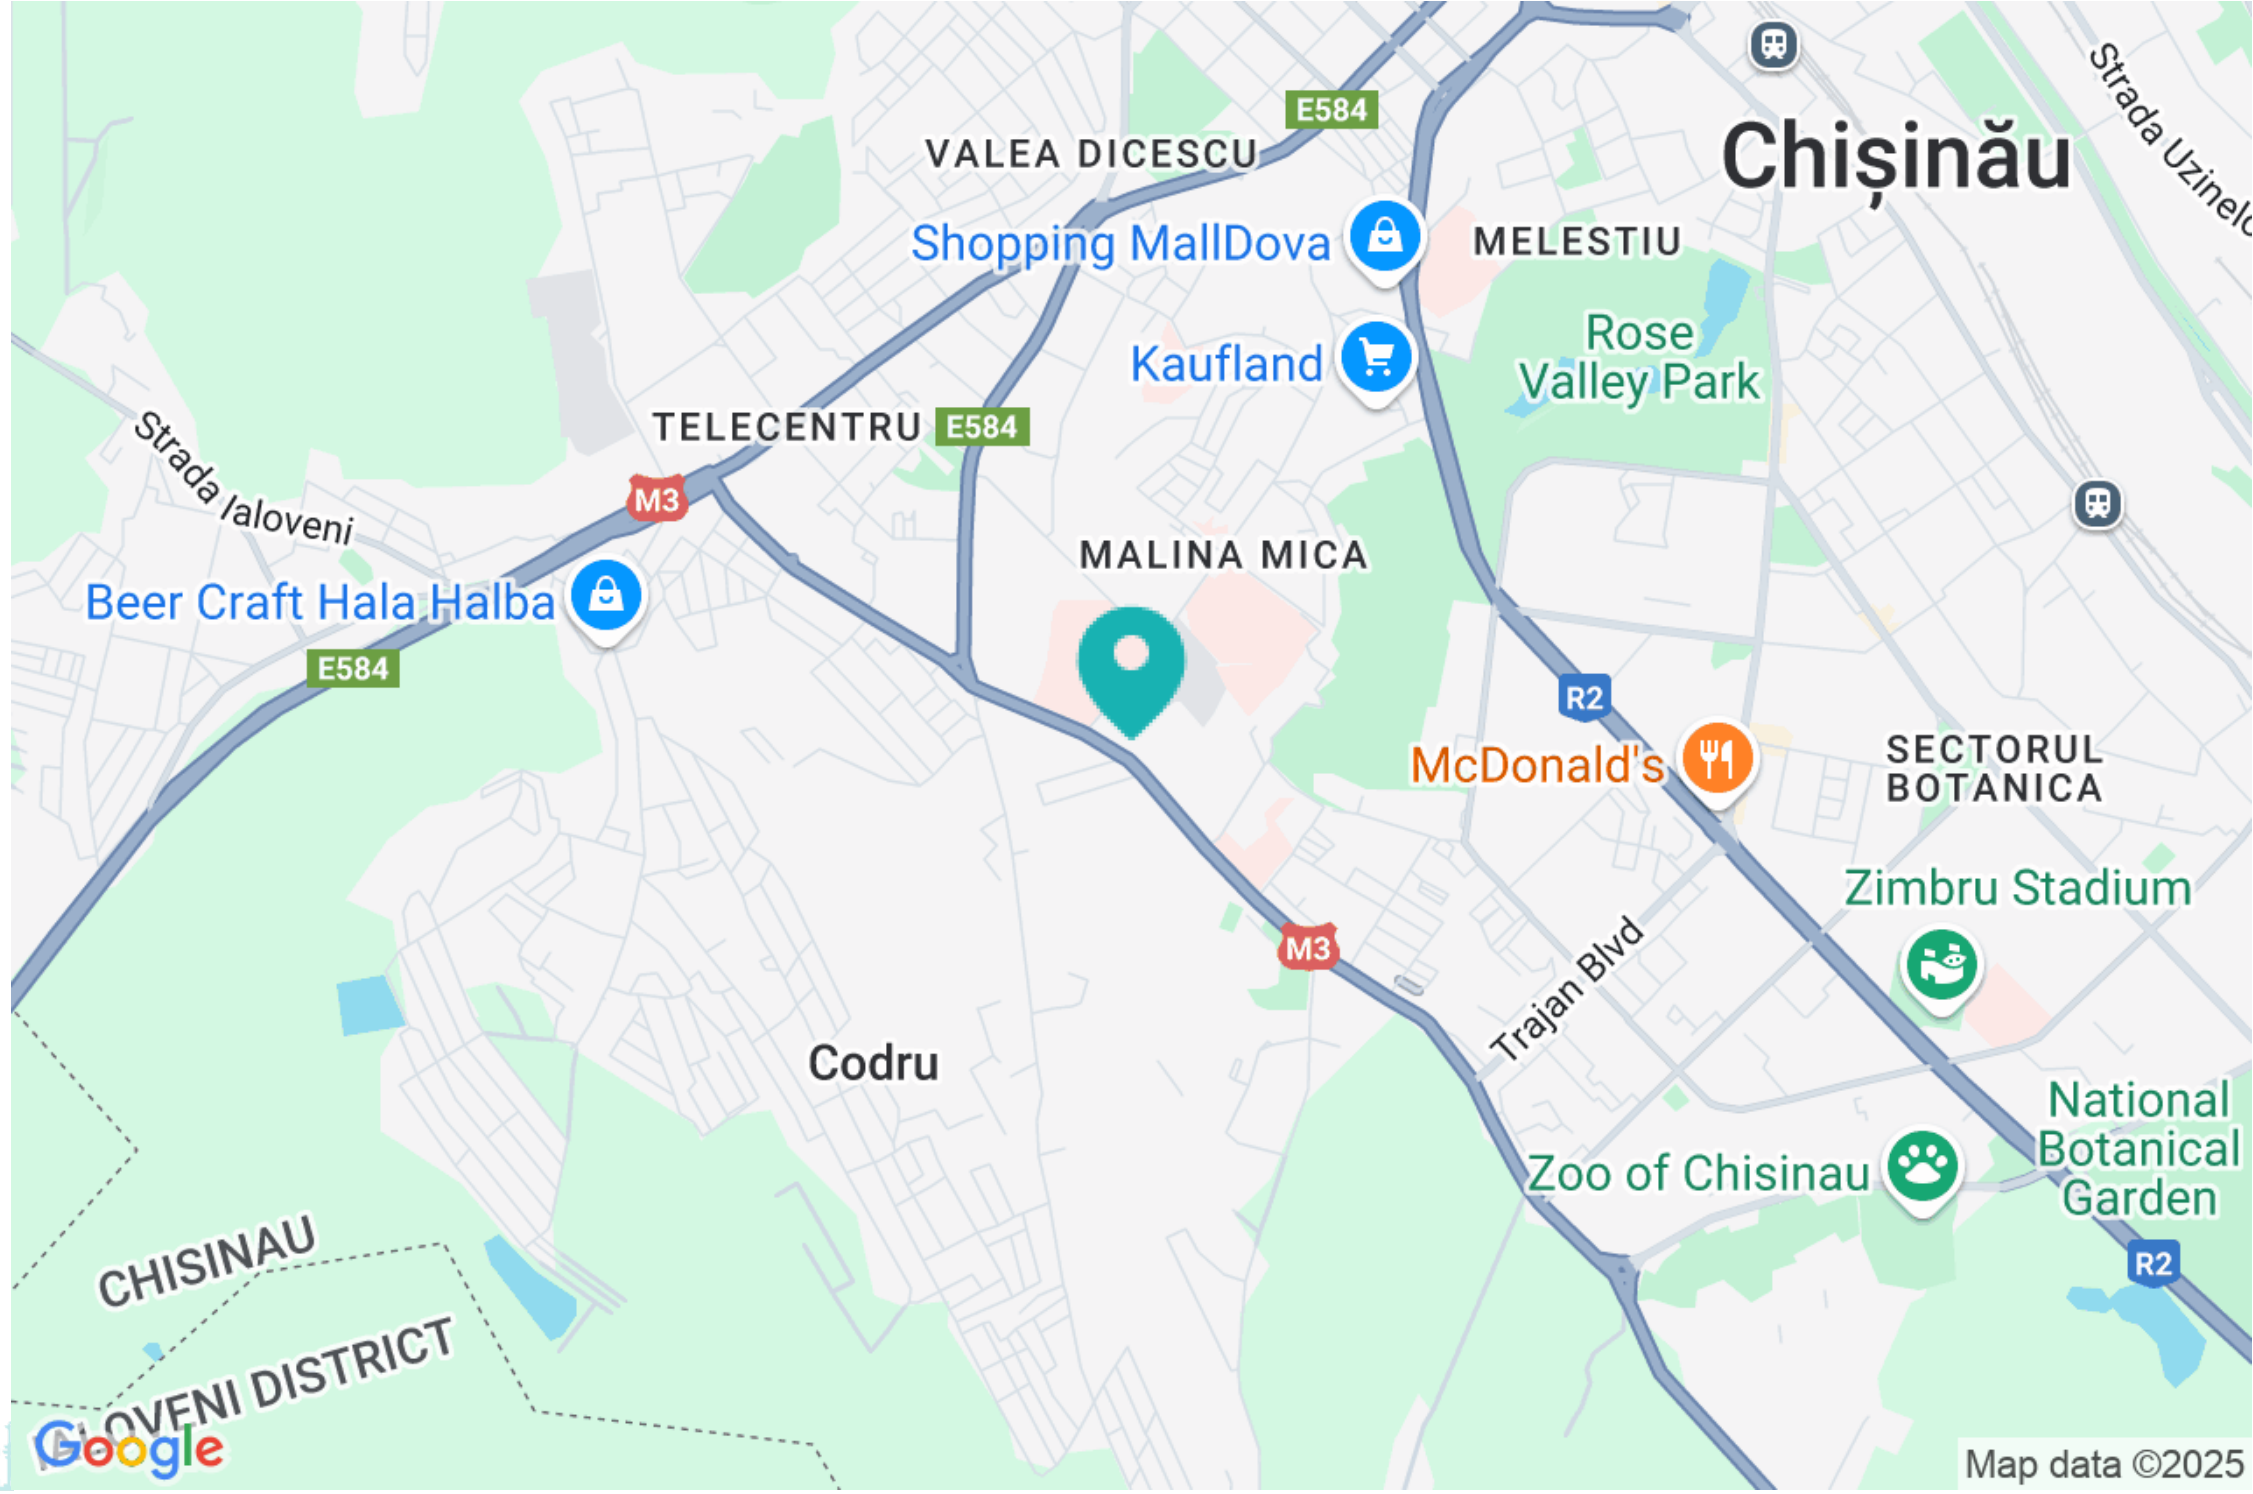 E584
VALEA DICESCU
Chișinău
Strada Uzinelo
Shopping MallDova
MELESTIU
Rose
Valley Park
Kaufland
TELECENTRU
E584
Strada Ialoveni
M3
MALINA MICA
Beer Craft Hala Halba
E584
R2
McDonald's
SECTORUL
BOTANICA
Zimbru Stadium
M3
Trajan Blvd
Codru
National
Botanical
Garden
Zoo of Chisinau
CHISINAU
R2
IALOVENI DISTRICT
Google
Map data ©2025